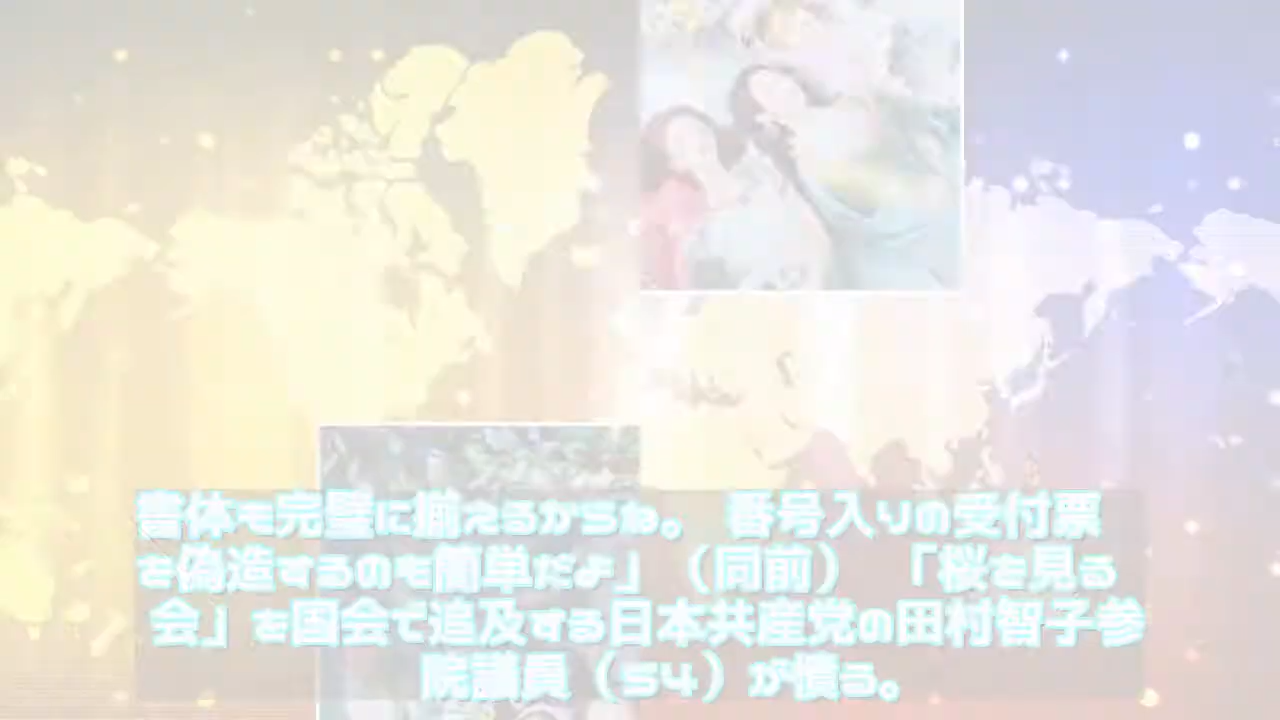 書体も完璧に揃えるからね。 番号入りの受付票
を偽造するのも簡単だよ」（同前） 「桜を見る
会」を国会で追及する日本共産党の田村智子参
院議員（54）が憤る。